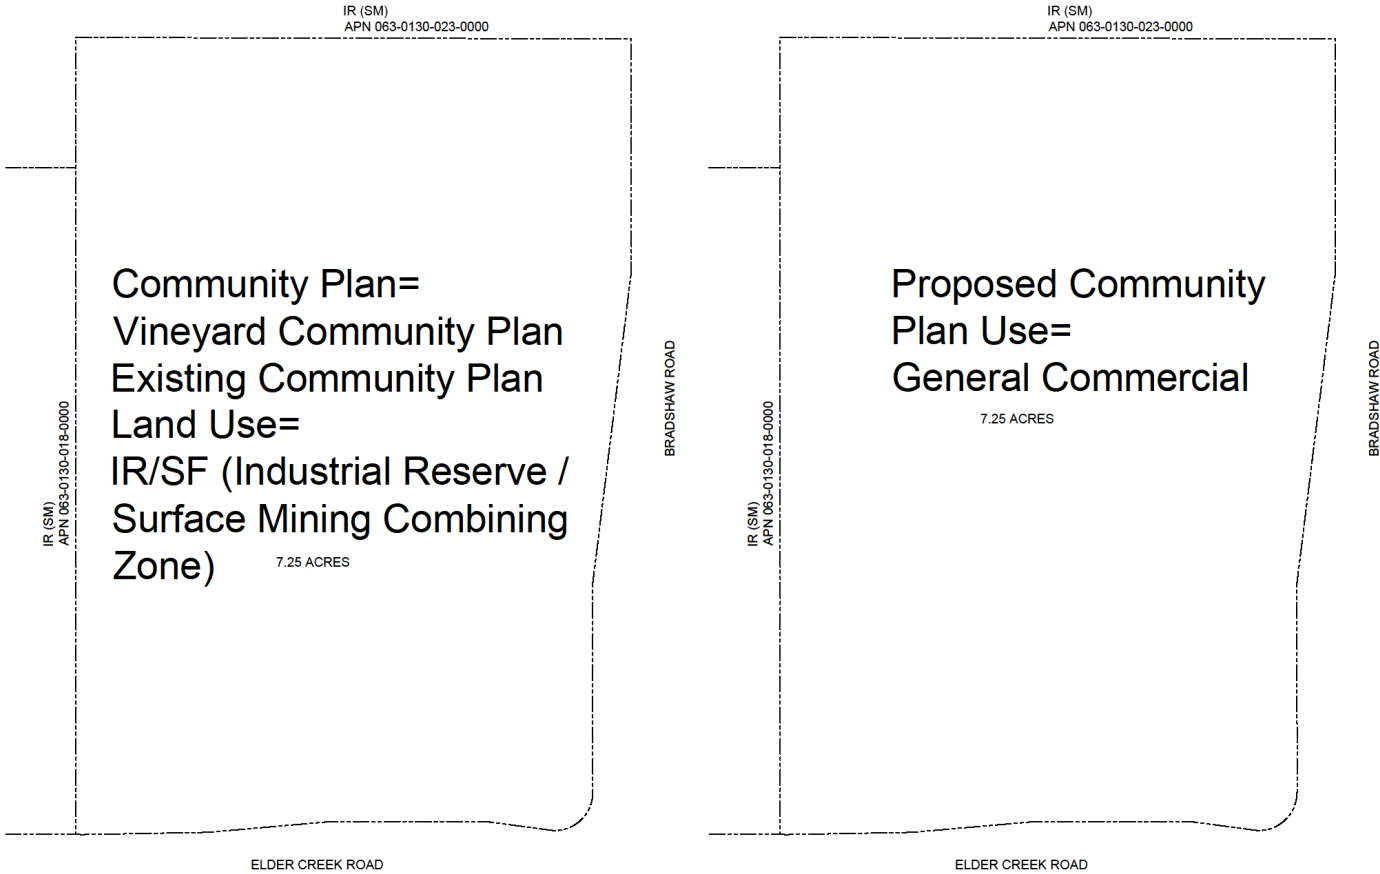 IR (SM)
APN 063-0130-023-0000
Community Plan=
Vineyard Community Plan
Existing Community Plan
Land Use=
IR/SF (Industrial Reserve /
Surface Mining Combining
Zone)
7.25 ACRES
IR (SM)
APN 063-0130-018-0000
BRADSHAW ROAD
ELDER CREEK ROAD
IR (SM)
APN 063-0130-023-0000
Proposed Community
Plan Use=
General Commercial
7.25 ACRES
IR (SM)
APN 063-0130-018-0000
BRADSHAW ROAD
ELDER CREEK ROAD